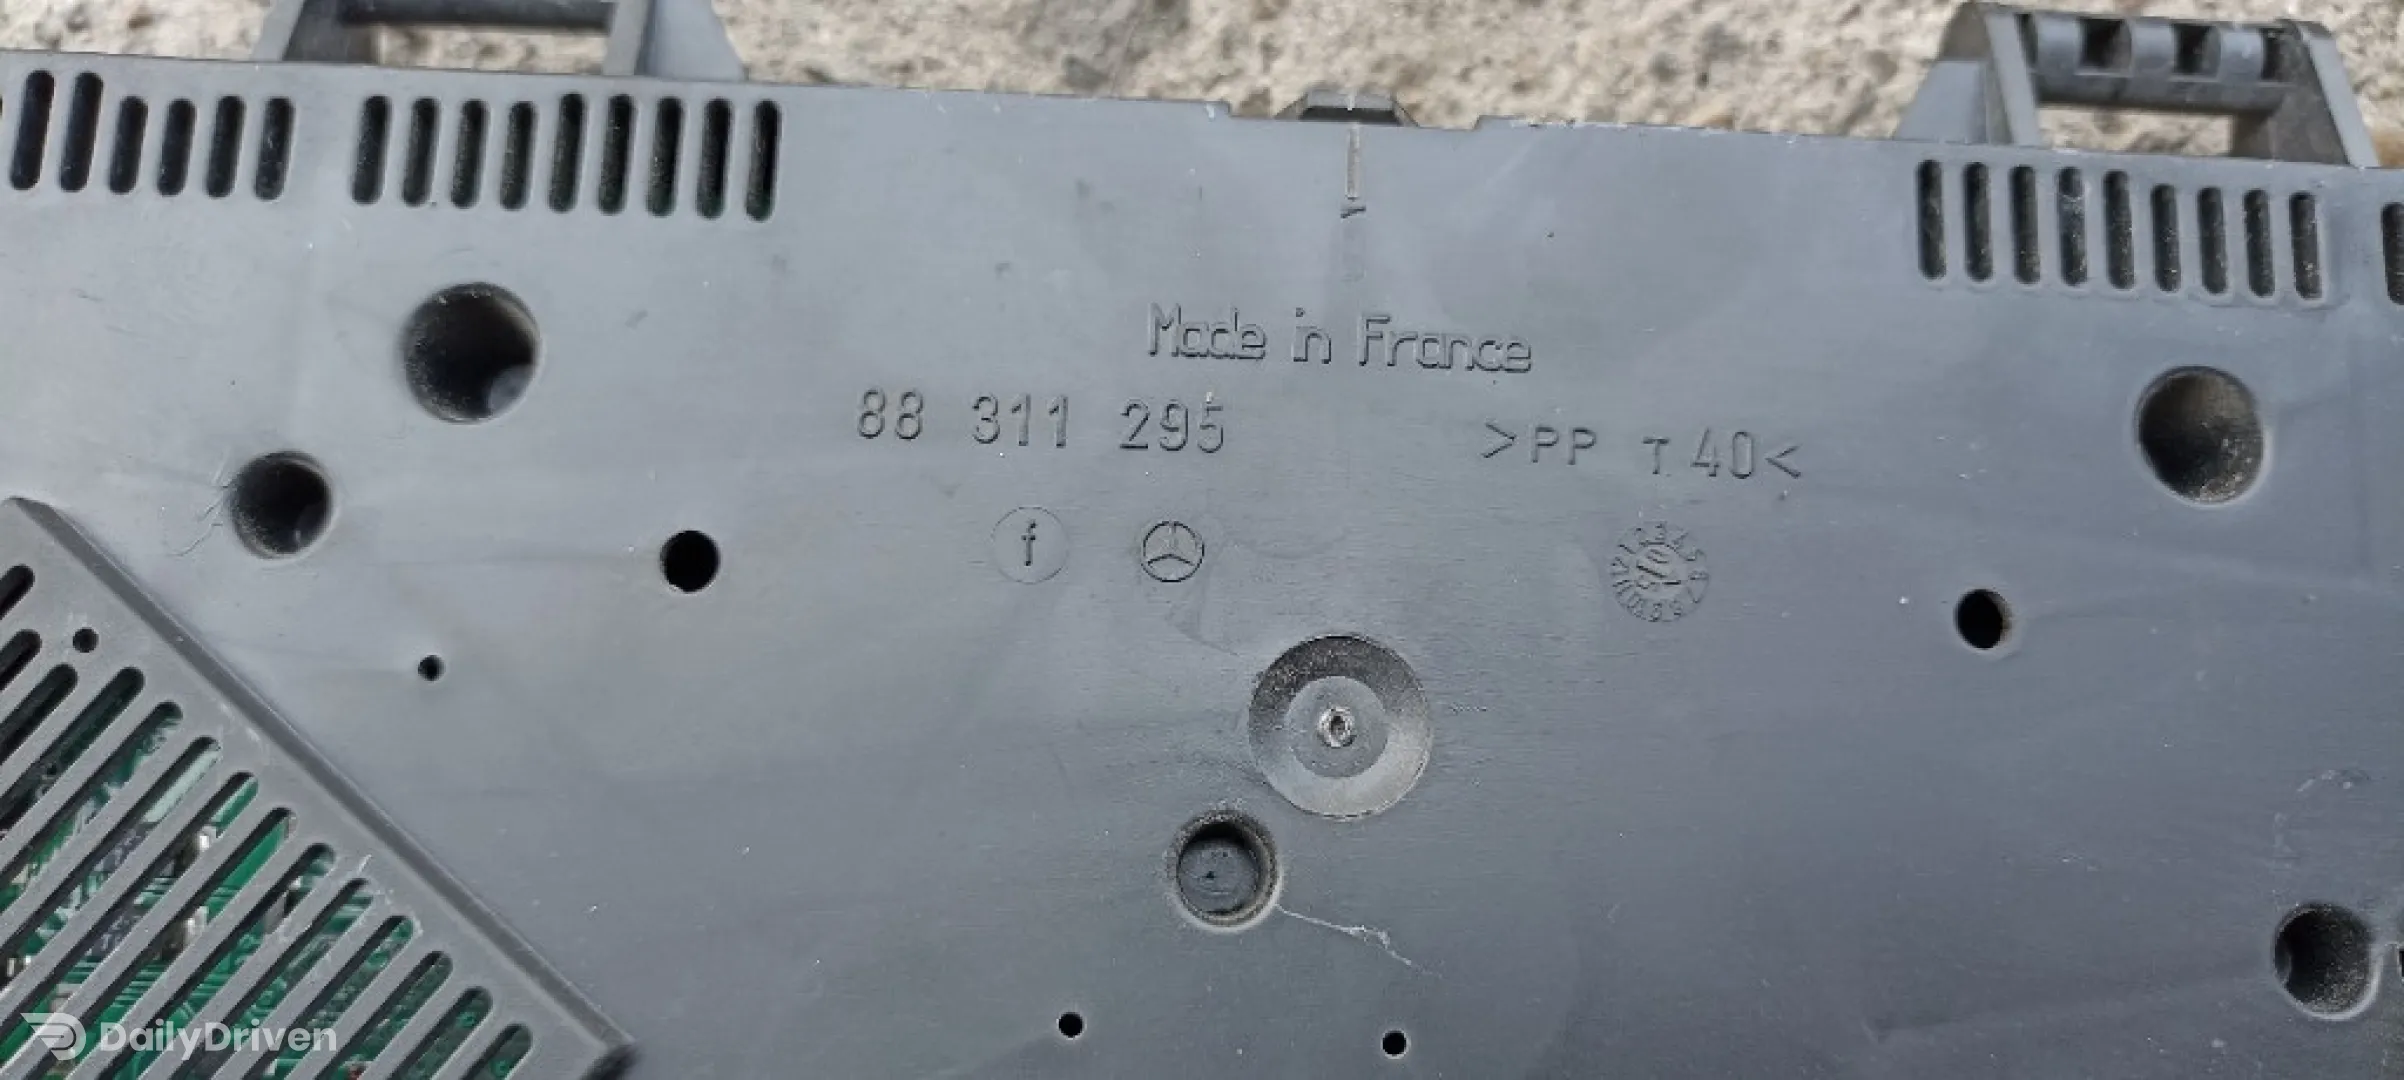 Made in France
88 311 295
>PP T 40<
f
DailyDriven